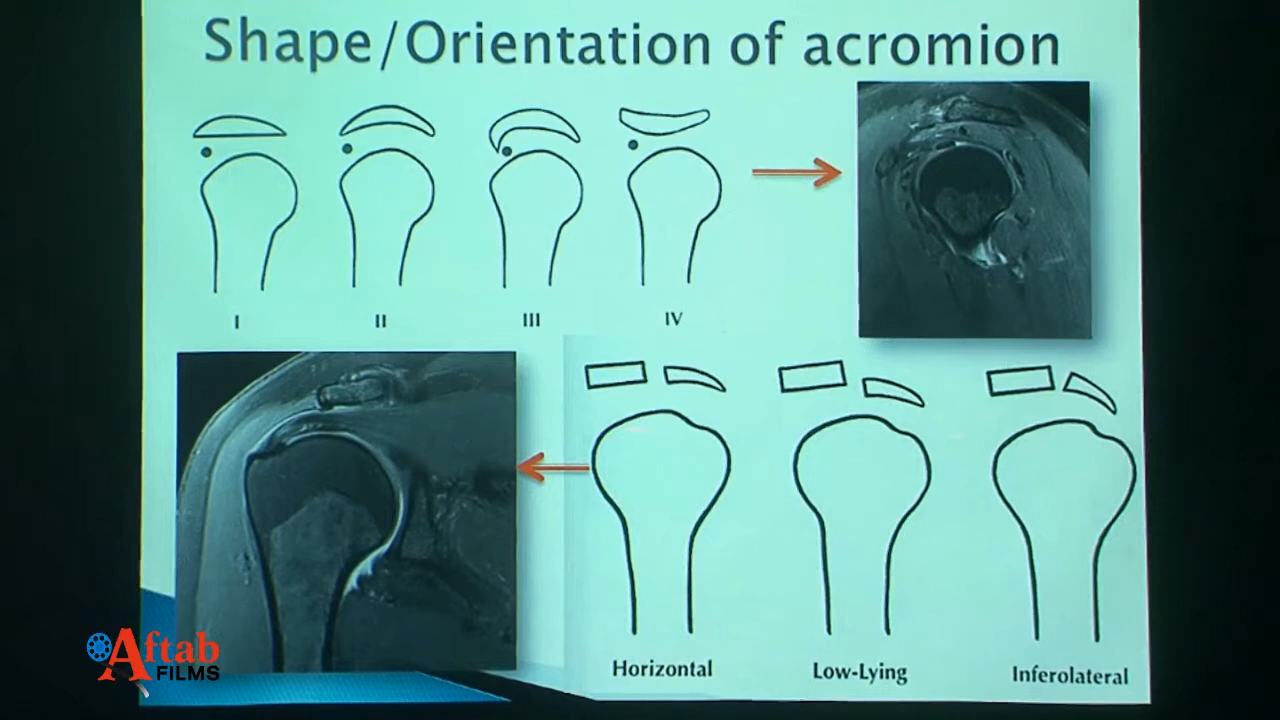 Shape/Orientation of acromion
I II III IV
Horizontal Low-Lying Inferolateral
Aftab
FILMS